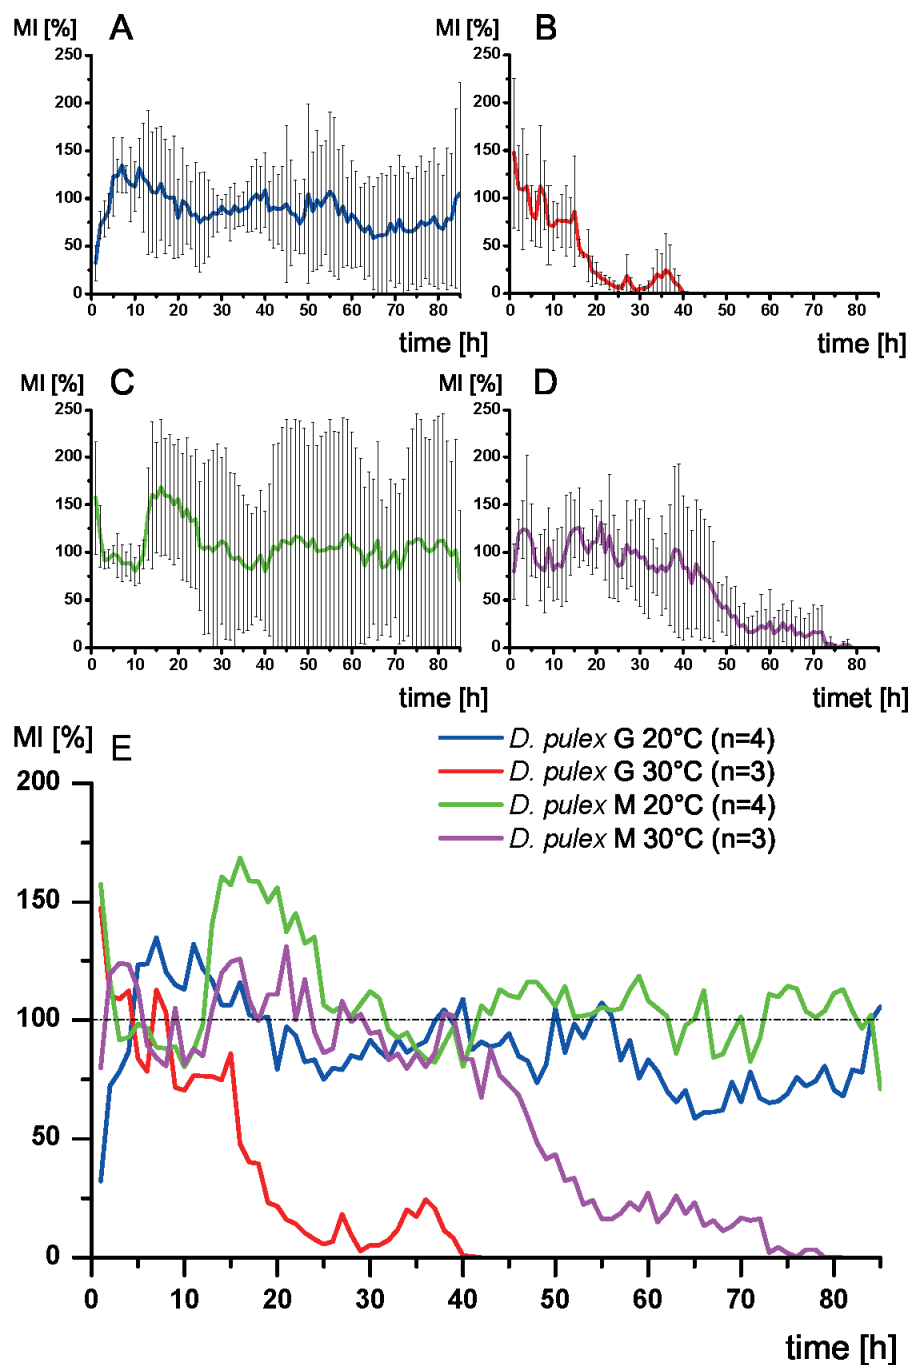 MI [%] A
250
200
150
100
50
0
0 10 20 30 40 50 60 70 80
time [h]
MI [%] B
250
200
150
100
50
0
0 10 20 30 40 50 60 70 80
time [h]
MI [%] C
250
200
150
100
50
0
0 10 20 30 40 50 60 70 80
time [h]
MI [%] D
250
200
150
100
50
0
0 10 20 30 40 50 60 70 80
timet [h]
MI [%] E
D. pulex G 20°C (n=4)
D. pulex G 30°C (n=3)
D. pulex M 20°C (n=4)
D. pulex M 30°C (n=3)
200
150
100
50
0
0 10 20 30 40 50 60 70 80
time [h]